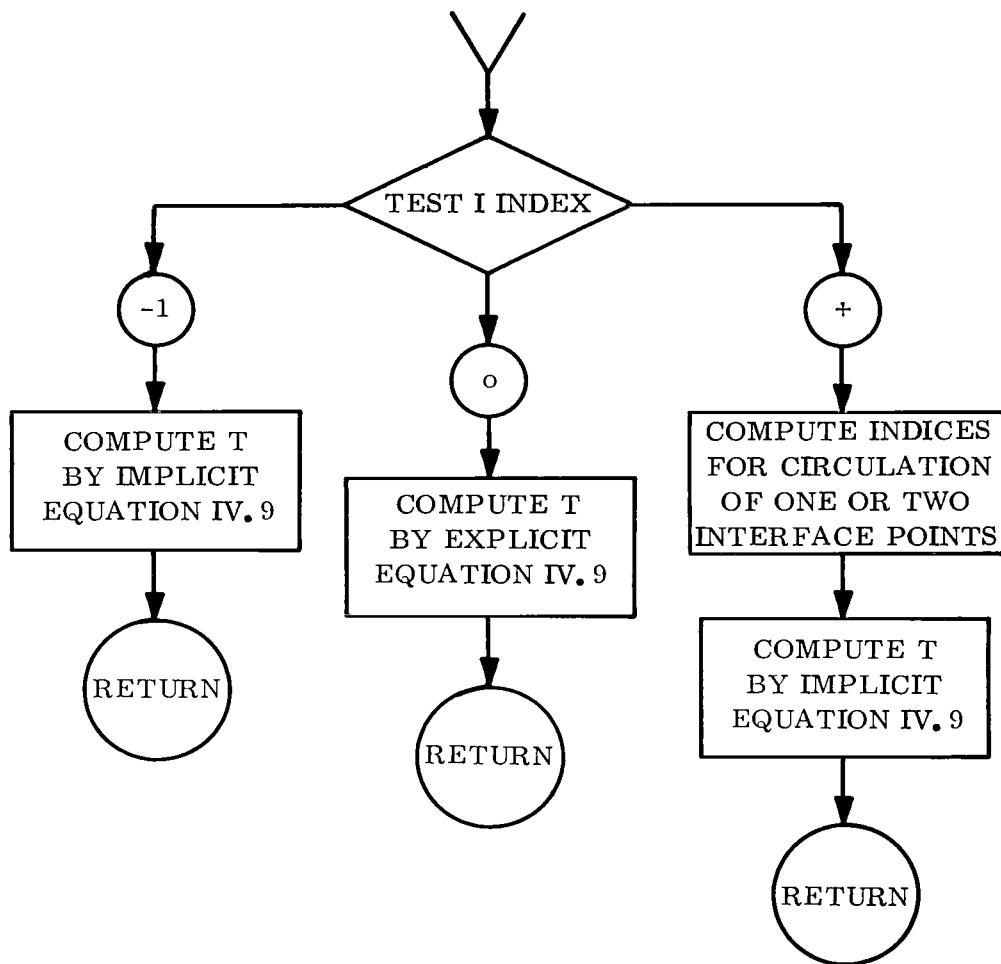 TEST I INDEX
-1
COMPUTE T
BY IMPLICIT
EQUATION IV. 9
RETURN
o
COMPUTE T
BY EXPLICIT
EQUATION IV. 9
RETURN
+
COMPUTE INDICES
FOR CIRCULATION
OF ONE OR TWO
INTERFACE POINTS
COMPUTE T
BY IMPLICIT
EQUATION IV. 9
RETURN